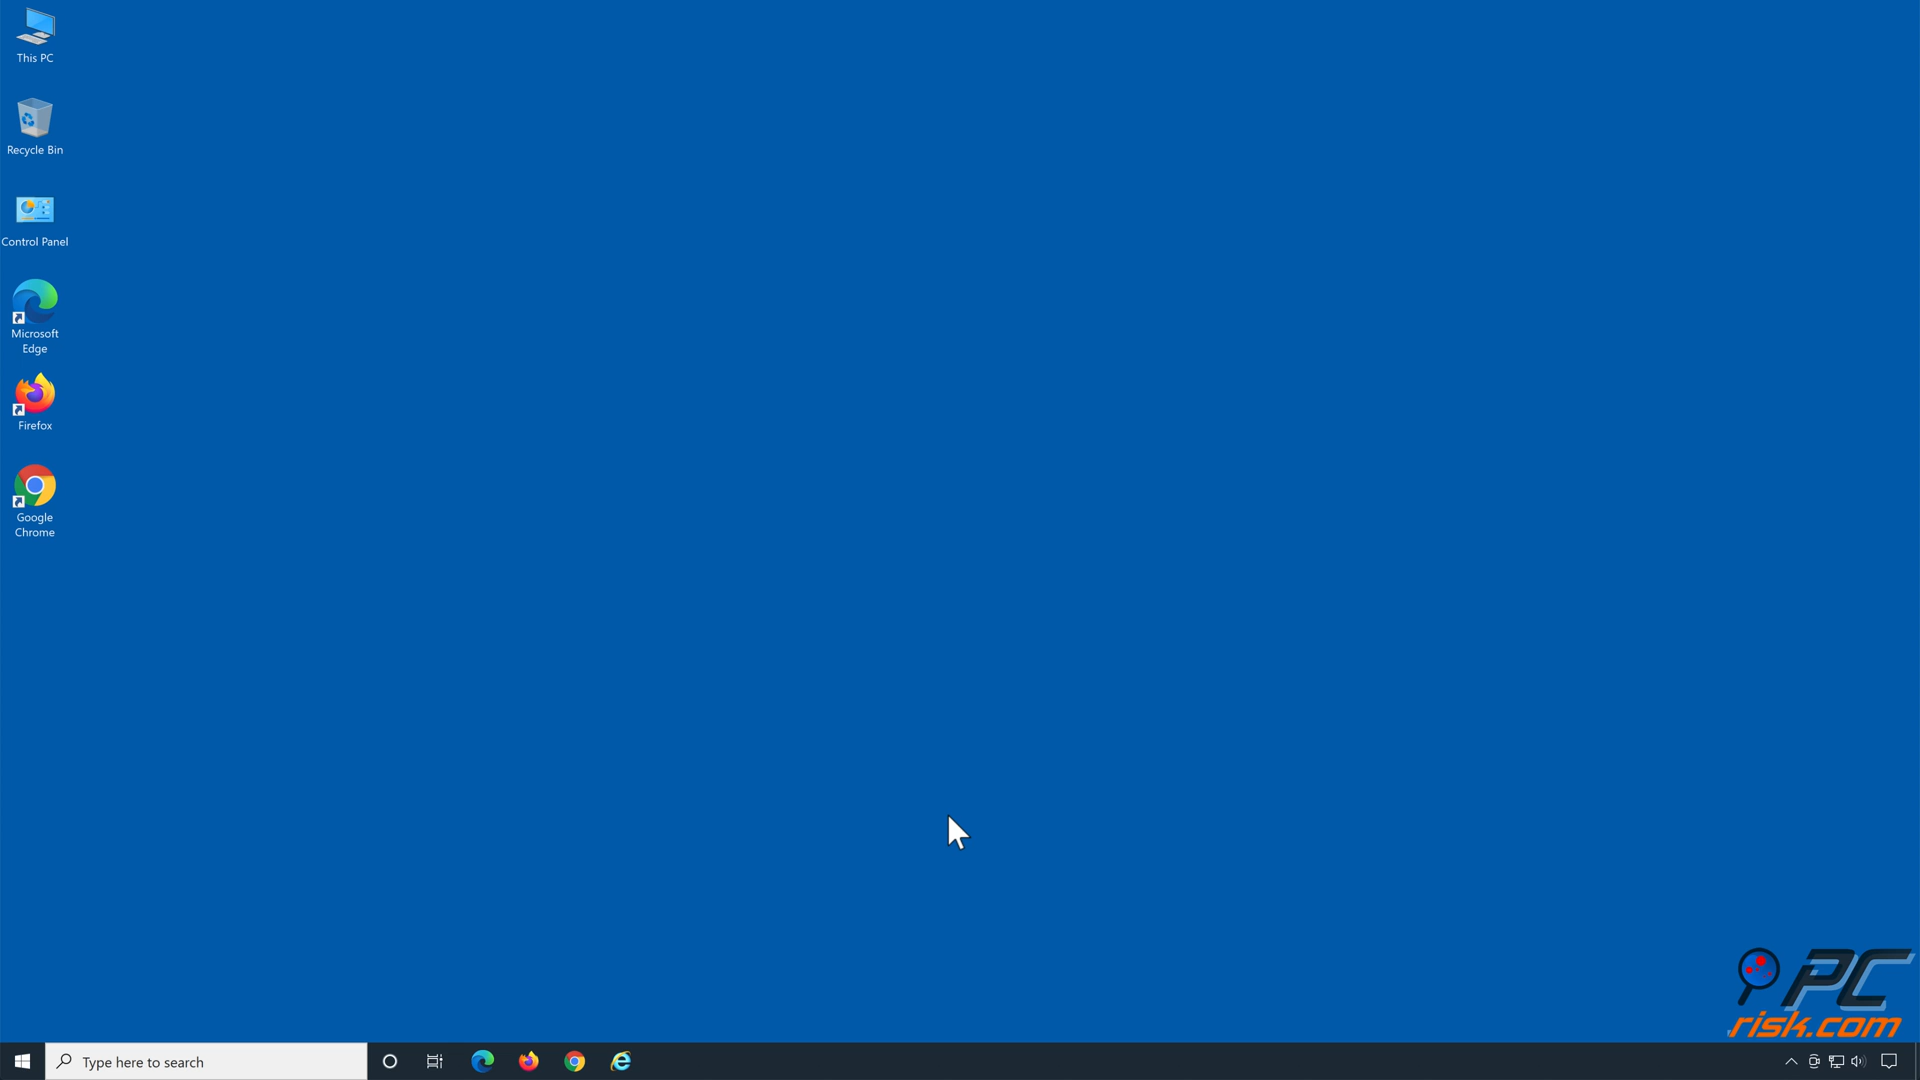 This PC
Recycle Bin
Control Panel
Microsoft
Edge
Firefox
Google
Chrome
PC
risk.com
Type here to search